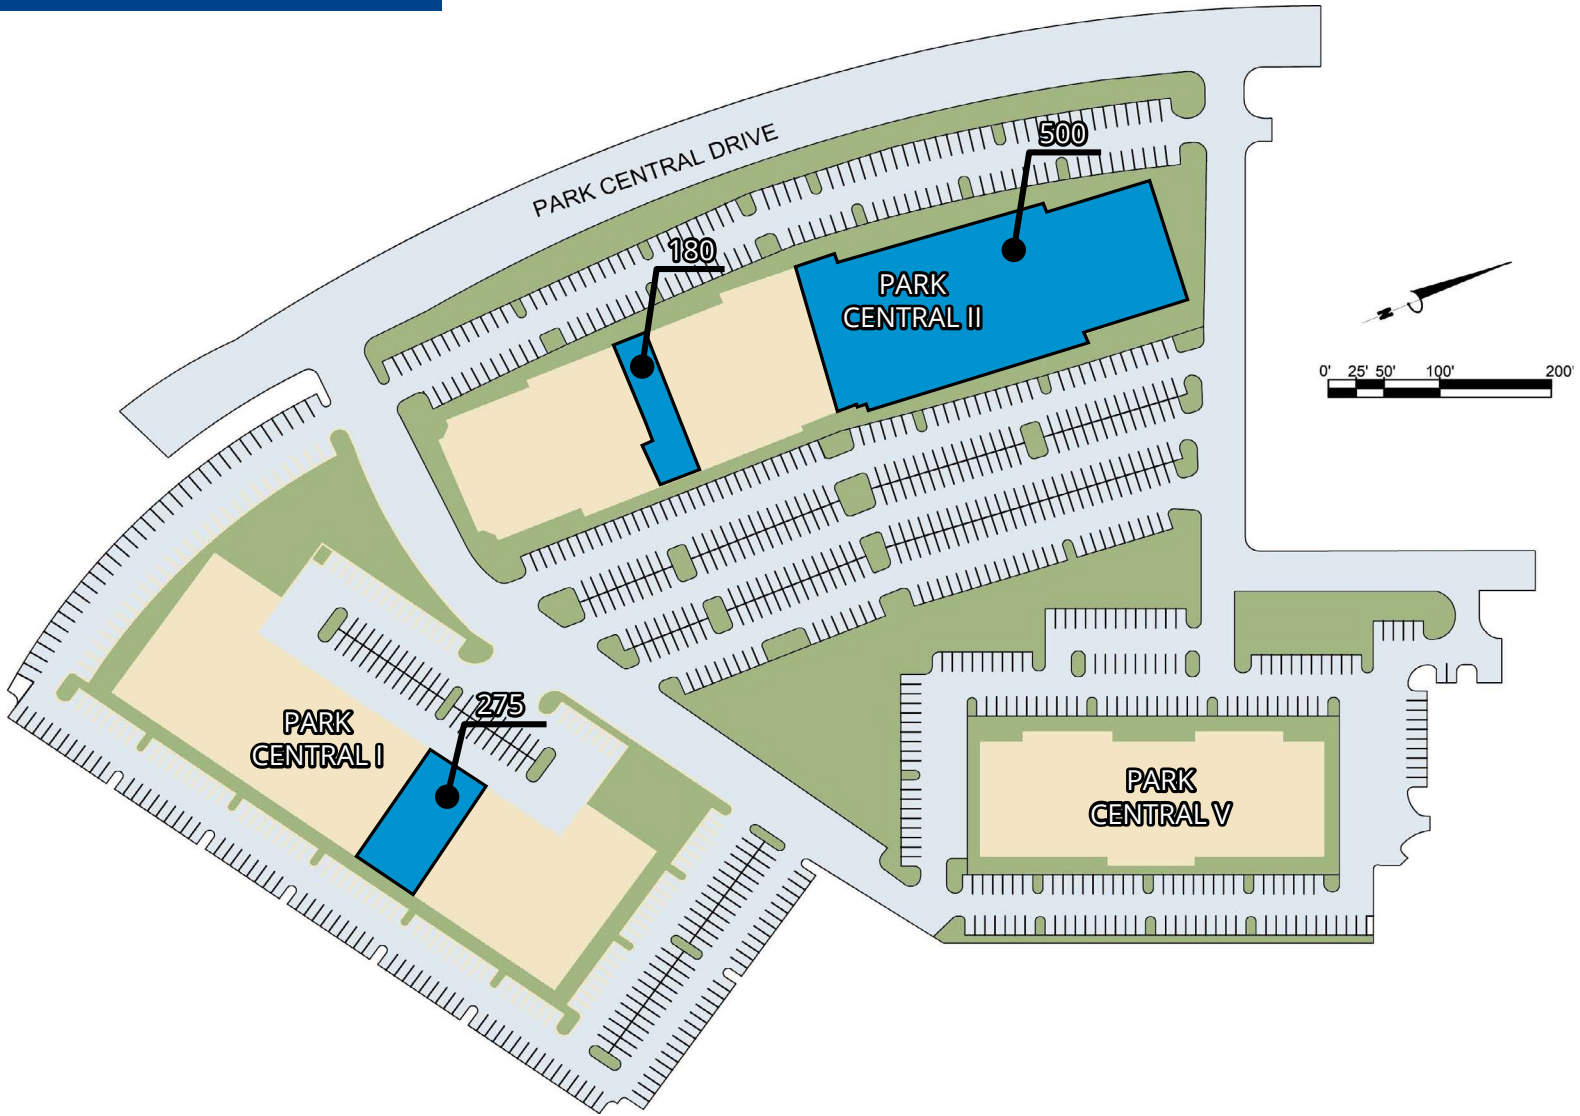 PARK CENTRAL DRIVE
500
180
PARK
CENTRAL II
N
0' 25' 50' 100' 200'
275
PARK
CENTRAL I
PARK
CENTRAL V